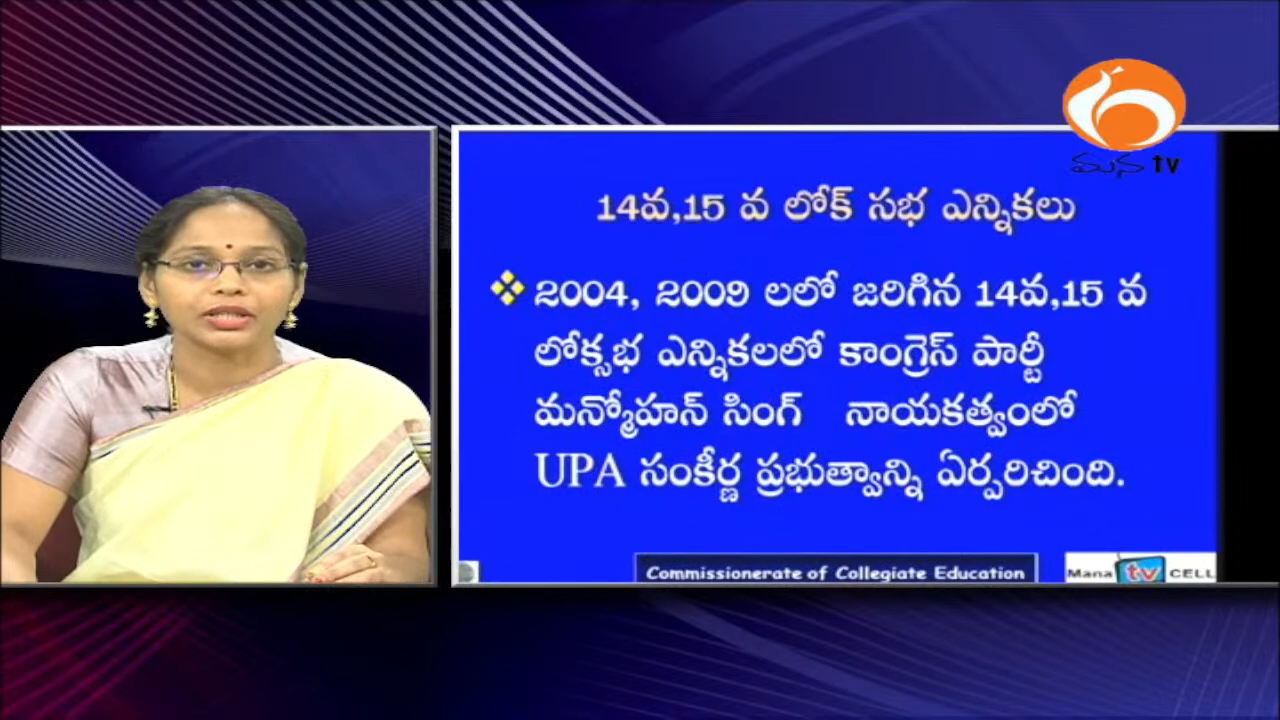 మన tv
14వ,15 వ లోక్ సభ ఎన్నికలు
2004, 2009 లలో జరిగిన 14వ,15 వ
లోక్సభ ఎన్నికలలో కాంగ్రెస్ పార్టీ
మన్మోహన్ సింగ్ నాయకత్వంలో
UPA సంకీర్ణ ప్రభుత్వాన్ని ఏర్పరిచింది.
Commissionerate of Collegiate Education
Mana tv CELL